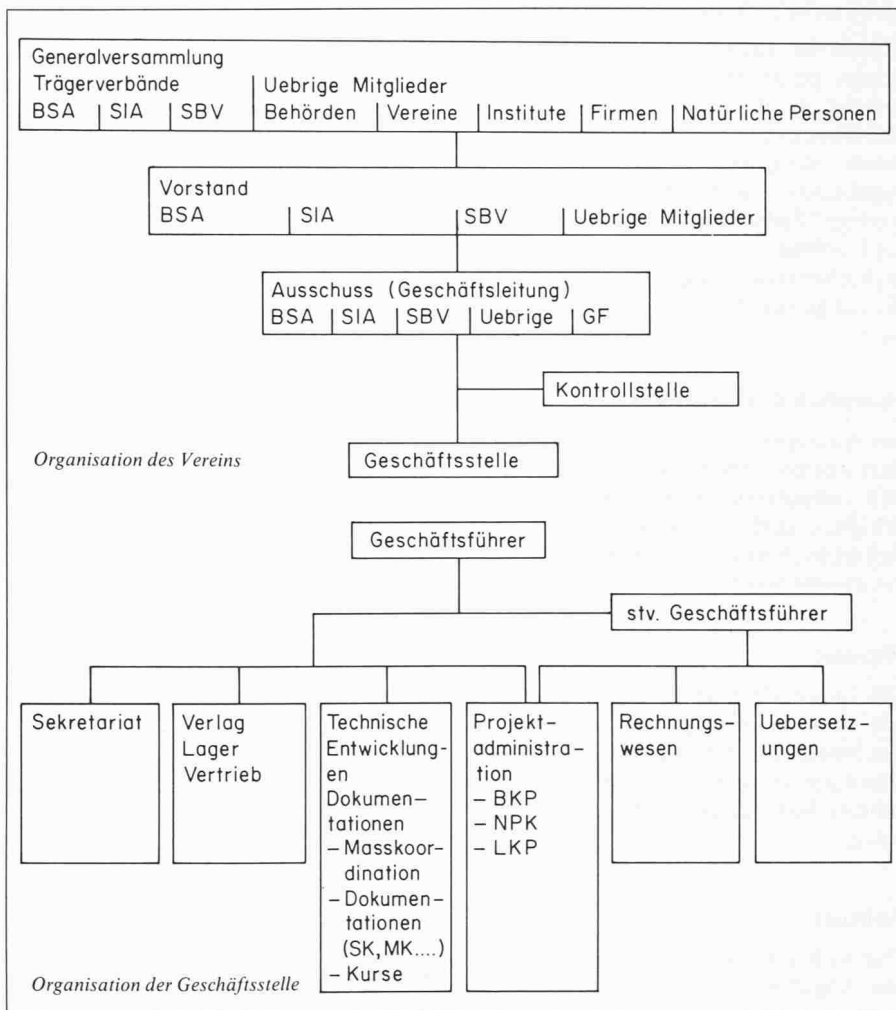 Generalversammlung
Trägerverbände
Uebrige Mitglieder
BSA SIA SBV Behörden Vereine Institute Firmen Natürliche Personen
Vorstand
BSA SIA SBV Uebrige Mitglieder
Ausschuss (Geschäftsleitung)
BSA SIA SBV Uebrige GF
Kontrollstelle
Organisation des Vereins
Geschäftsstelle
Geschäftsführer
stv. Geschäftsführer
Sekretariat
Verlag
Lager
Vertrieb
Technische
Entwicklung-
en
Dokumen-
tationen
– Masskoor-
dination
– Dokumen-
tationen
(SK, MK....)
– Kurse
Projekt-
administra-
tion
– BKP
– NPK
– LKP
Rechnungs-
wesen
Uebersetz-
ungen
Organisation der Geschäftsstelle